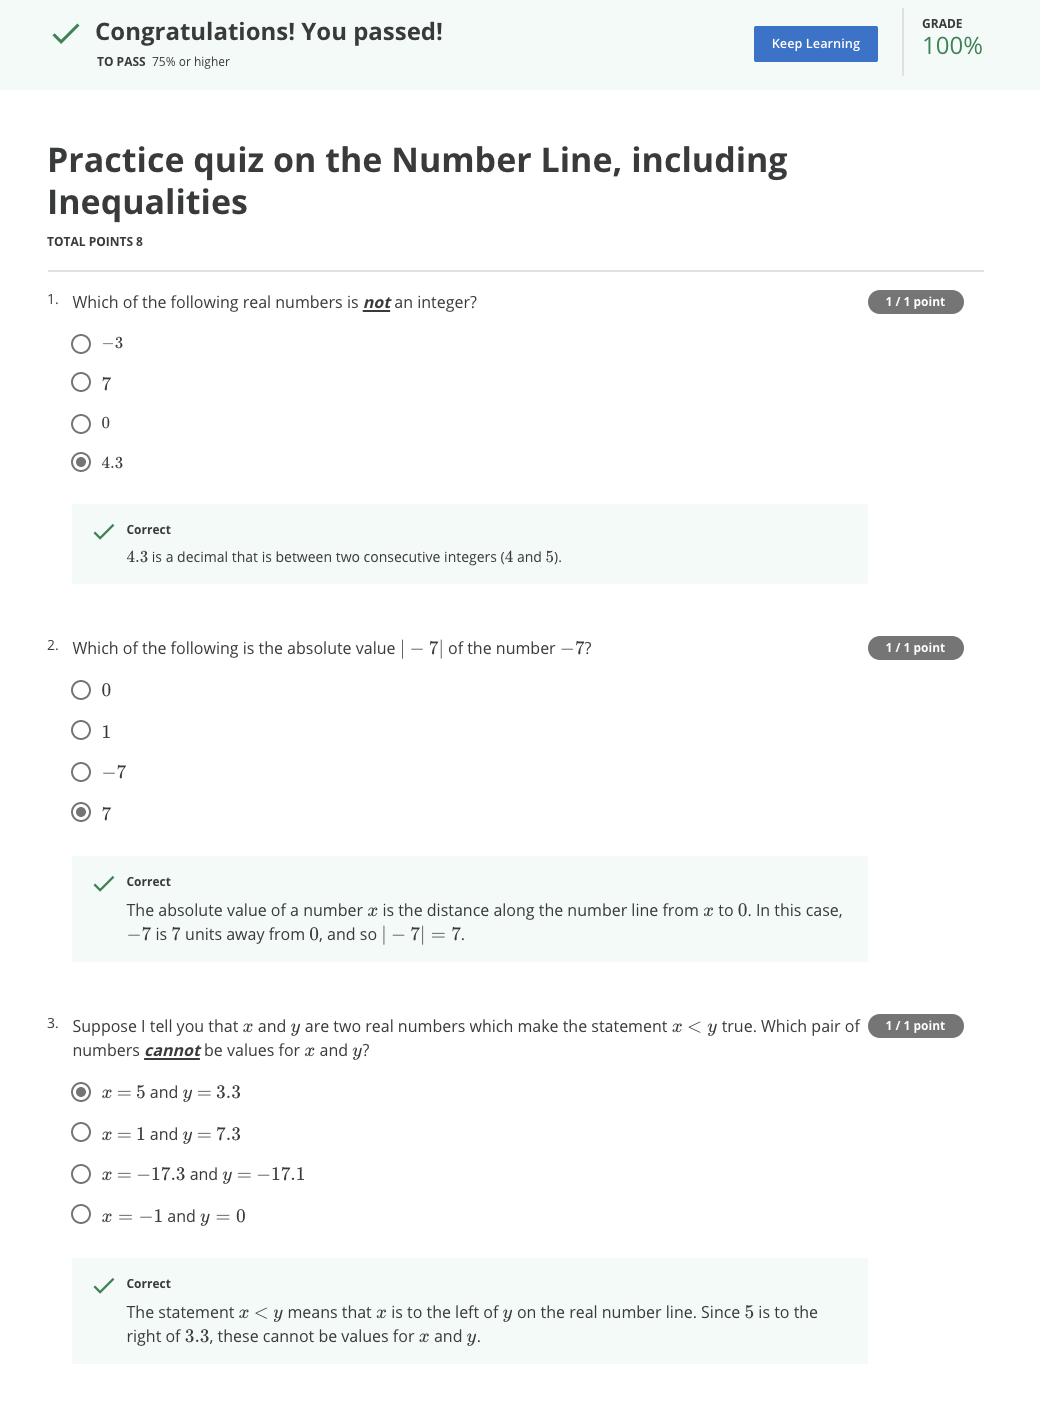 Congratulations! You passed!
TO PASS 75% or higher
Keep Learning
GRADE
100%
Practice quiz on the Number Line, including
Inequalities
TOTAL POINTS 8
1. Which of the following real numbers is not an integer?
1 / 1 point
−3
7
0
4.3
Correct
4.3 is a decimal that is between two consecutive integers (4 and 5).
2. Which of the following is the absolute value | − 7| of the number −7?
1 / 1 point
0
1
−7
7
Correct
The absolute value of a number x is the distance along the number line from x to 0. In this case,
−7 is 7 units away from 0, and so | − 7| = 7.
3. Suppose I tell you that x and y are two real numbers which make the statement x < y true. Which pair of
numbers cannot be values for x and y?
1 / 1 point
x = 5 and y = 3.3
x = 1 and y = 7.3
x = −17.3 and y = −17.1
x = −1 and y = 0
Correct
The statement x < y means that x is to the left of y on the real number line. Since 5 is to the
right of 3.3, these cannot be values for x and y.